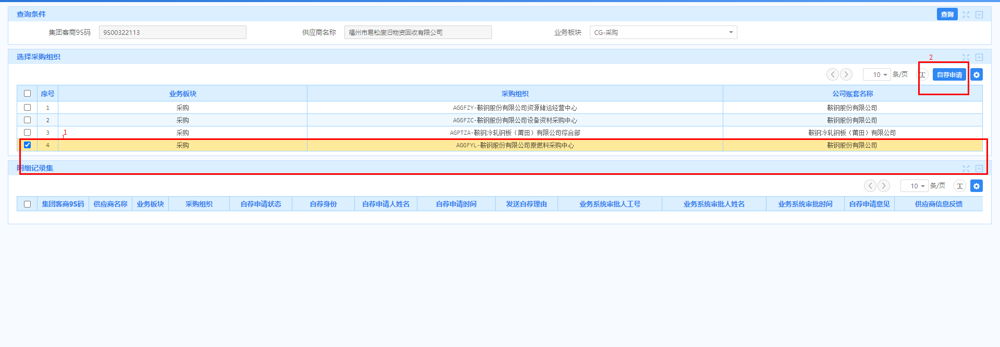 查询条件 查询
集团客商9S码 9S00322113 供应商名称 福州市易松废旧物资回收有限公司 业务板块 CG-采购
选择采购组织
2
10 条/页 自荐申请
序号 业务板块 采购组织 公司账套名称
1 采购 AGGFZY-鞍钢股份有限公司资源储运经营中心 鞍钢股份有限公司
2 采购 AGGFZC-鞍钢股份有限公司设备资材采购中心 鞍钢股份有限公司
3 1 采购 AGPTZA-鞍钢冷轧钢板（莆田）有限公司综合部 鞍钢冷轧钢板（莆田）有限公司
4 采购 AGGFYL-鞍钢股份有限公司原燃料采购中心 鞍钢股份有限公司
明细记录集
10 条/页
集团客商9S码 供应商名称 业务板块 采购组织 自荐申请状态 自荐身份 自荐申请人姓名 自荐申请时间 发送自荐理由 业务系统审批人工号 业务系统审批人姓名 业务系统审批时间 自荐申请意见 供应商信息反馈